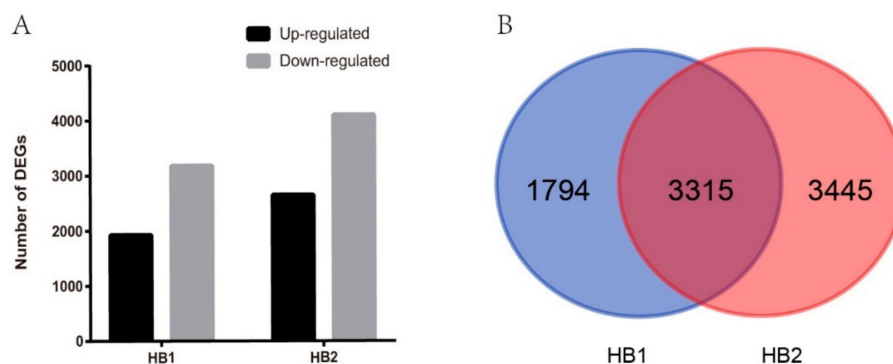 A
Up-regulated
Down-regulated
Number of DEGs
5000
4000
3000
2000
1000
0
HB1
HB2
B
1794
3315
3445
HB1
HB2